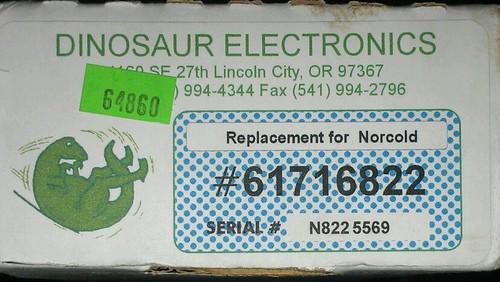 DINOSAUR ELECTRONICS
SE 27th Lincoln City, OR 97367
) 994-4344 Fax (541) 994-2796
64860
Replacement for Norcold
#61716822
SERIAL # N822 5569